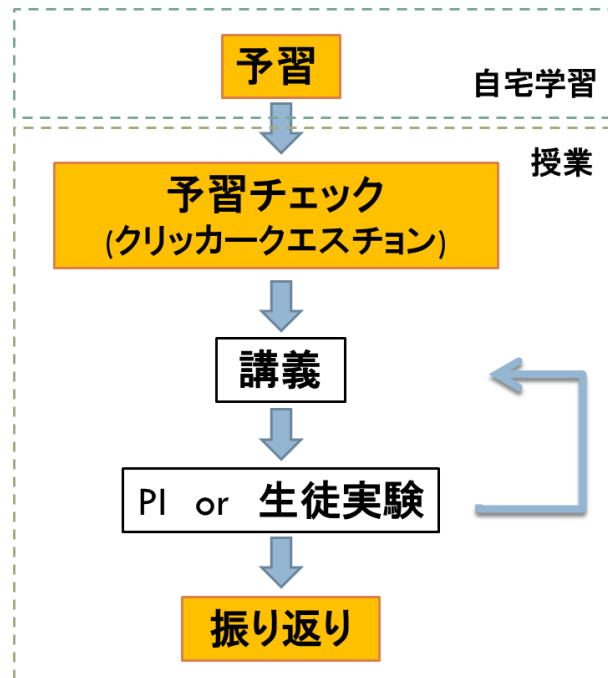 予習
自宅学習
授業
予習チェック
(クリッカークエスチョン)
講義
PI or 生徒実験
振り返り